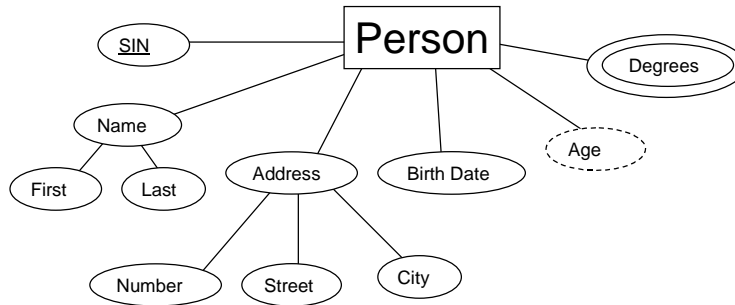 Person
SIN
Degrees
Name
Age
First
Last
Address
Birth Date
Number
Street
City